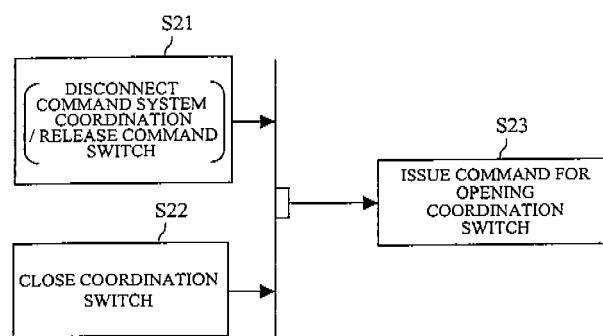 S21
DISCONNECT
COMMAND SYSTEM
COORDINATION
/ RELEASE COMMAND
SWITCH
S22
CLOSE COORDINATION
SWITCH
S23
ISSUE COMMAND FOR
OPENING
COORDINATION
SWITCH